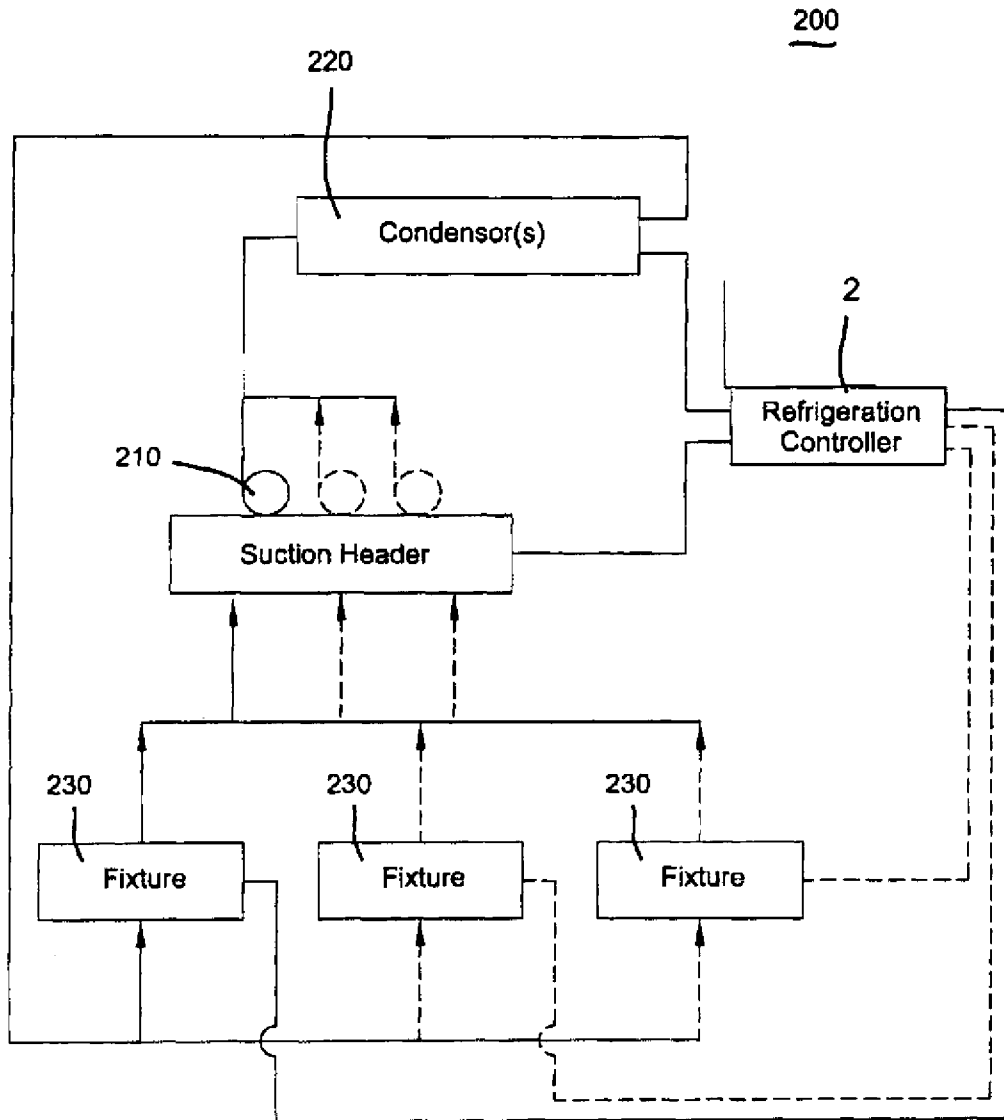 200
220
Condensor(s)
2
Refrigeration
Controller
210
Suction Header
230
230
230
Fixture
Fixture
Fixture